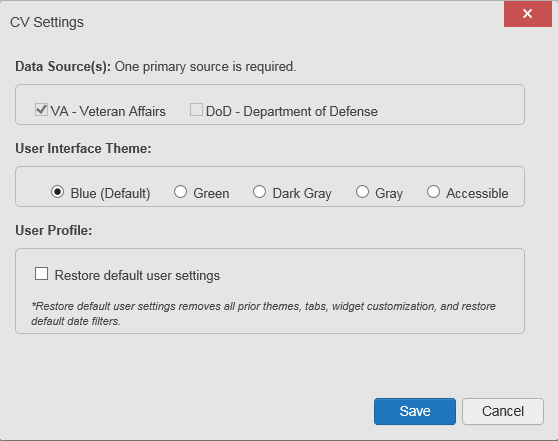 CV Settings
x
Data Source(s): One primary source is required.
VA - Veteran Affairs DoD - Department of Defense
User Interface Theme:
Blue (Default) Green Dark Gray Gray Accessible
User Profile:
Restore default user settings
*Restore default user settings removes all prior themes, tabs, widget customization, and restore
default date filters.
Save Cancel